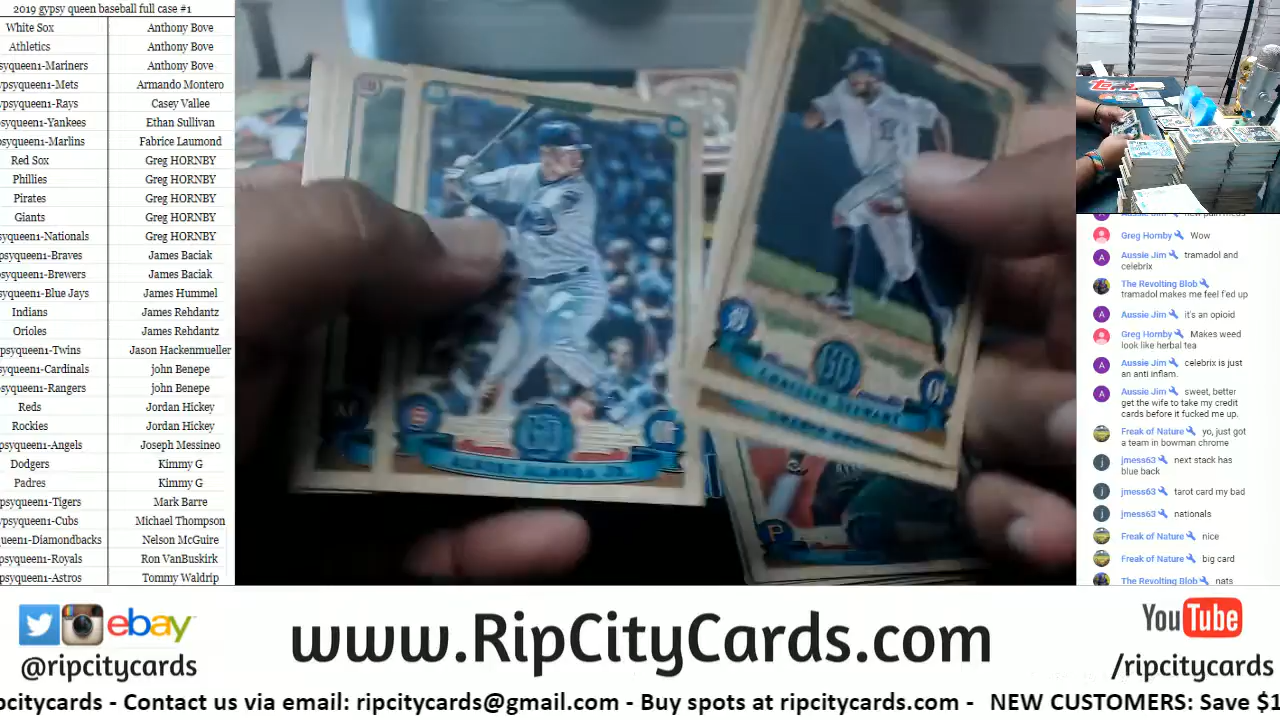 2019 gypsy queen baseball full case #1
White Sox Anthony Bove
Athletics Anthony Bove
syqueen1-Mariners Anthony Bove
ypsyqueen1-Mets Armando Montero
ypsyqueen1-Rays Casey Vallee
psyqueen1-Yankees Ethan Sullivan
psyqueen1-Marlins Fabrice Laumond
Red Sox Greg HORNBY
Phillies Greg HORNBY
Pirates Greg HORNBY
Giants Greg HORNBY
syqueen1-Nationals Greg HORNBY
psyqueen1-Braves James Baciak
psyqueen1-Brewers James Baciak
syqueen1-Blue Jays James Hummel
Indians James Rehdantz
Orioles James Rehdantz
psyqueen1-Twins Jason Hackenmueller
syqueen1-Cardinals john Benepe
psyqueen1-Rangers john Benepe
Reds Jordan Hickey
Rockies Jordan Hickey
psyqueen1-Angels Joseph Messineo
Dodgers Kimmy G
Padres Kimmy G
psyqueen1-Tigers Mark Barre
ypsyqueen1-Cubs Michael Thompson
ueen1-Diamondbacks Nelson McGuire
psyqueen1-Royals Ron VanBuskirk
psyqueen1-Astros Tommy Waldrip
GQ
GQ
P
Greg Hornby Wow
Aussie Jim tramadol and
celebrix
The Revolting Blob
tramadol makes me feel f'ed up
Aussie Jim it's an opioid
Greg Hornby Makes weed
look like herbal tea
Aussie Jim celebrix is just
an anti inflam.
Aussie Jim sweet, better
get the wife to take my credit
cards before it fucked me up.
Freak of Nature yo, just got
a team in bowman chrome
jmess63 next stack has
blue back
jmess63 tarot card my bad
jmess63 nationals
Freak of Nature nice
Freak of Nature big card
The Revolting Blob nats
ebay
@ripcitycards
www.RipCityCards.com
YouTube
/ripcitycards
pcitycards - Contact us via email: ripcitycards@gmail.com - Buy spots at ripcitycards.com - NEW CUSTOMERS: Save $1